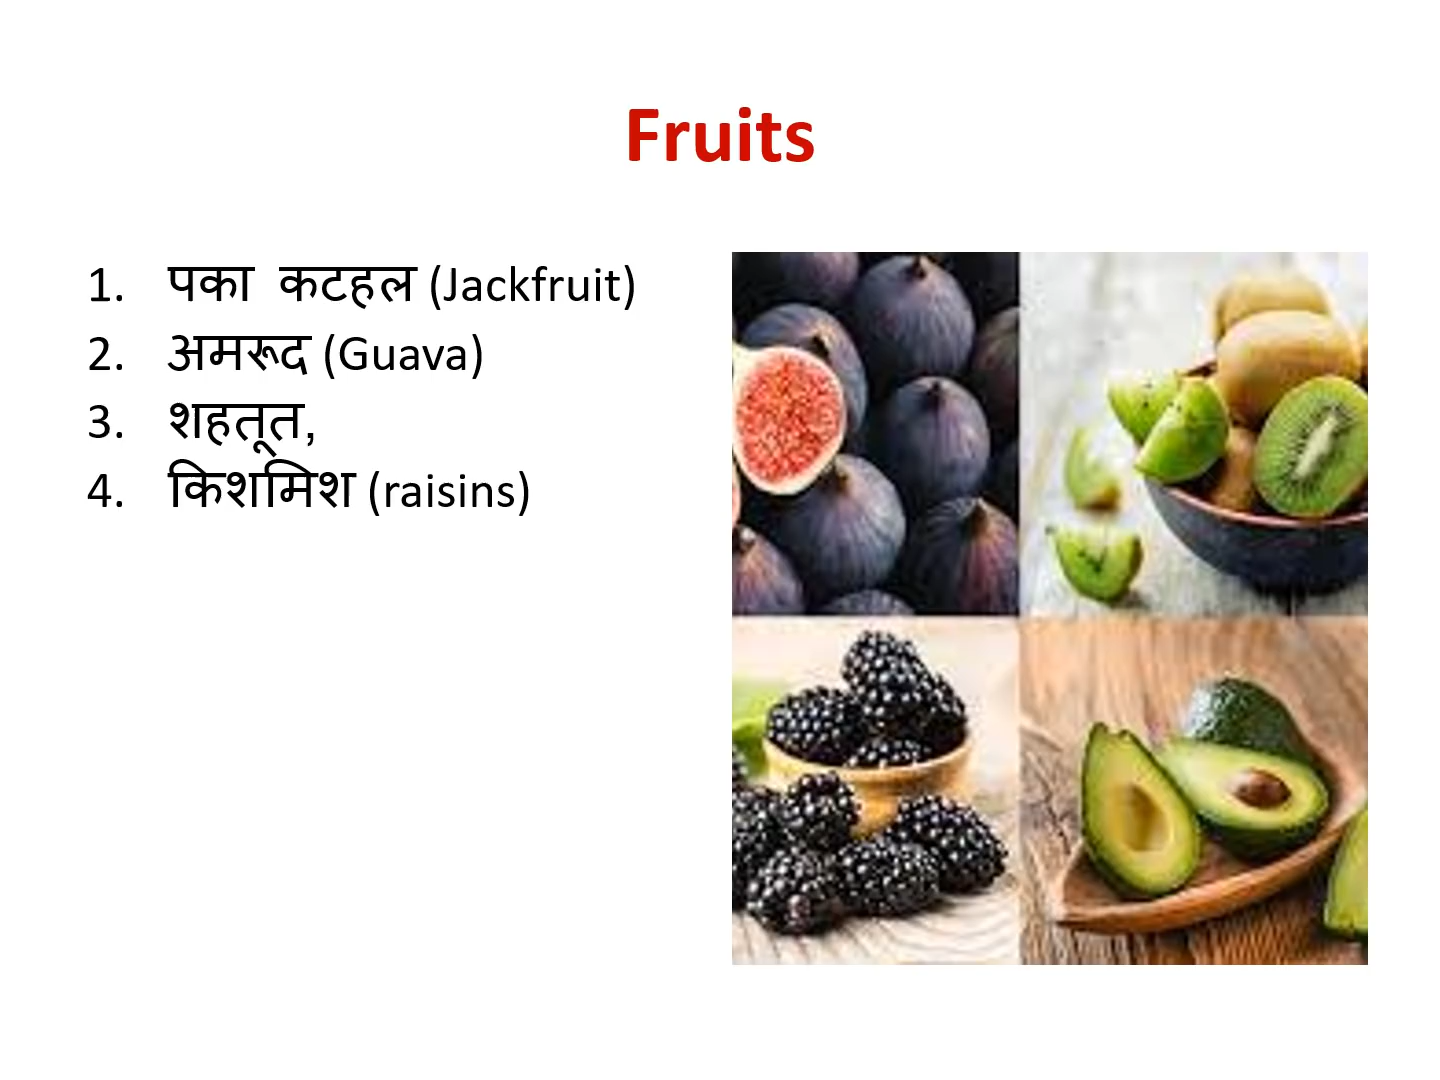 Fruits
1. पका कटहल (Jackfruit)
2. अमरूद (Guava)
3. शहतूत,
4. किशमिश (raisins)